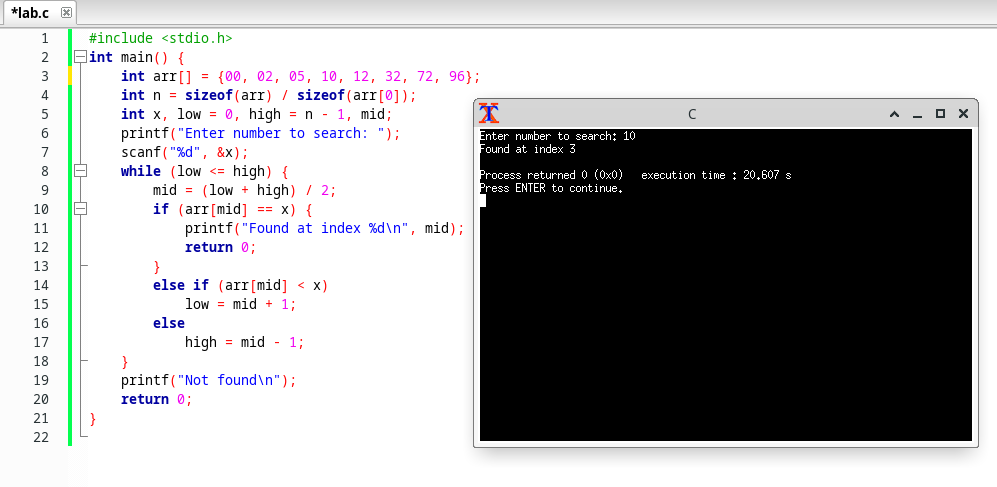 *lab.c
1 #include <stdio.h>
2 int main() {
3 int arr[] = {00, 02, 05, 10, 12, 32, 72, 96};
4 int n = sizeof(arr) / sizeof(arr[0]);
5 int x, low = 0, high = n - 1, mid;
6 printf("Enter number to search: ");
7 scanf("%d", &x);
8 while (low <= high) {
9 mid = (low + high) / 2;
10 if (arr[mid] == x) {
11 printf("Found at index %d\n", mid);
12 return 0;
13 }
14 else if (arr[mid] < x)
15 low = mid + 1;
16 else
17 high = mid - 1;
18 }
19 printf("Not found\n");
20 return 0;
21 }
22
C
Enter number to search: 10
Found at index 3
Process returned 0 (0x0)   execution time : 20.607 s
Press ENTER to continue.